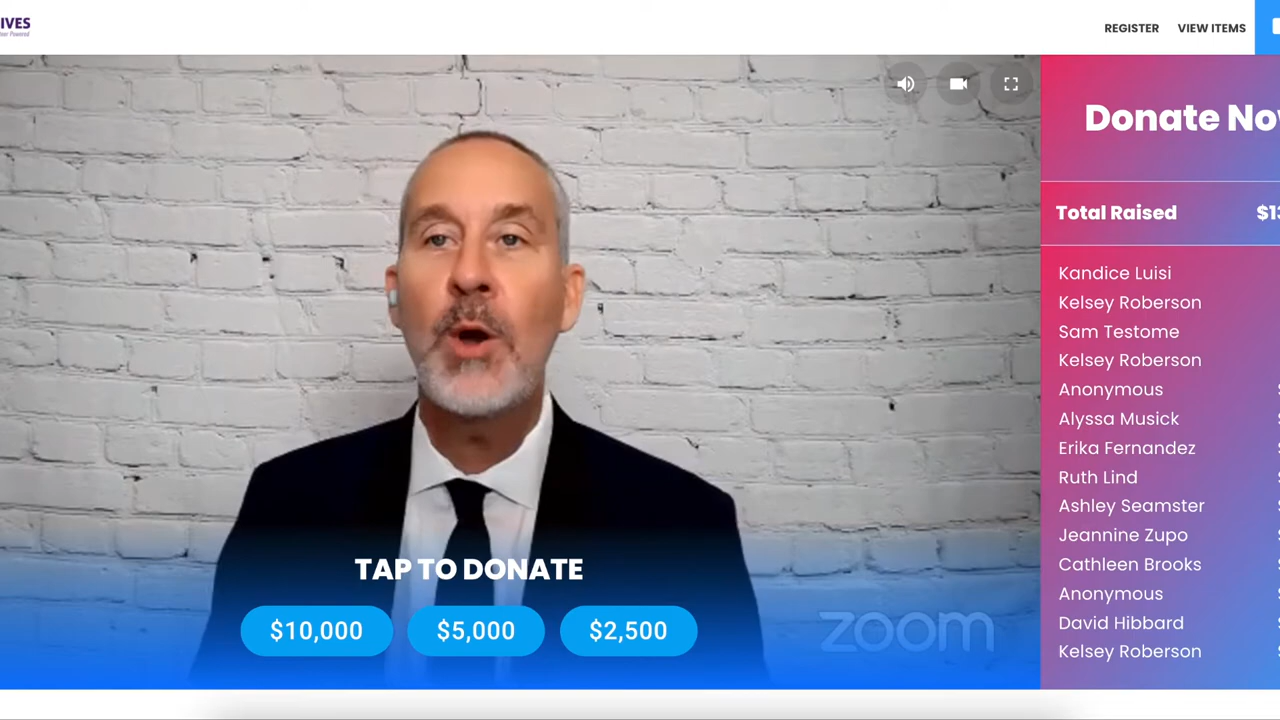 IVES
REGISTER VIEW ITEMS
Donate
Total Raised
Kandice Luisi
Kelsey Roberson
Sam Testome
Kelsey Roberson
Anonymous
Alyssa Musick
Erika Fernandez
Ruth Lind
Ashley Seamster
Jeannine Zupo
Cathleen Brooks
Anonymous
David Hibbard
Kelsey Roberson
TAP TO DONATE
$10,000 $5,000 $2,500
zoom